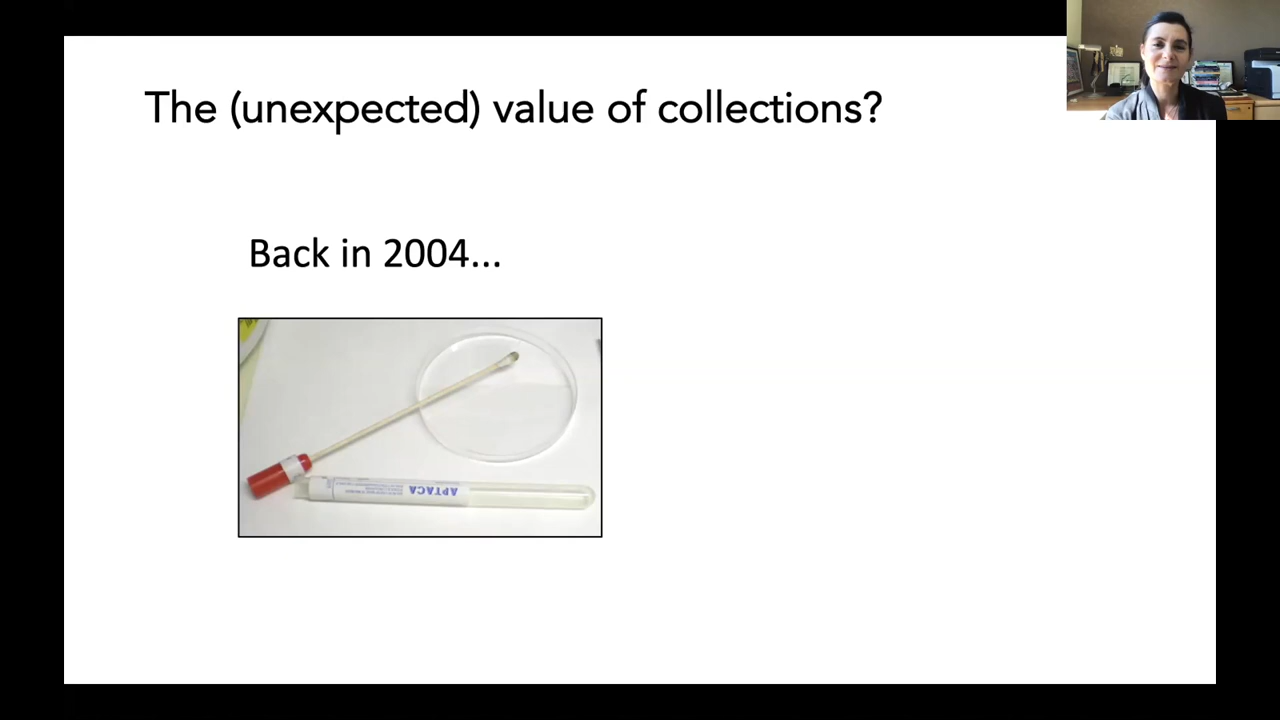 The (unexpected) value of collections?
Back in 2004...
APTACA